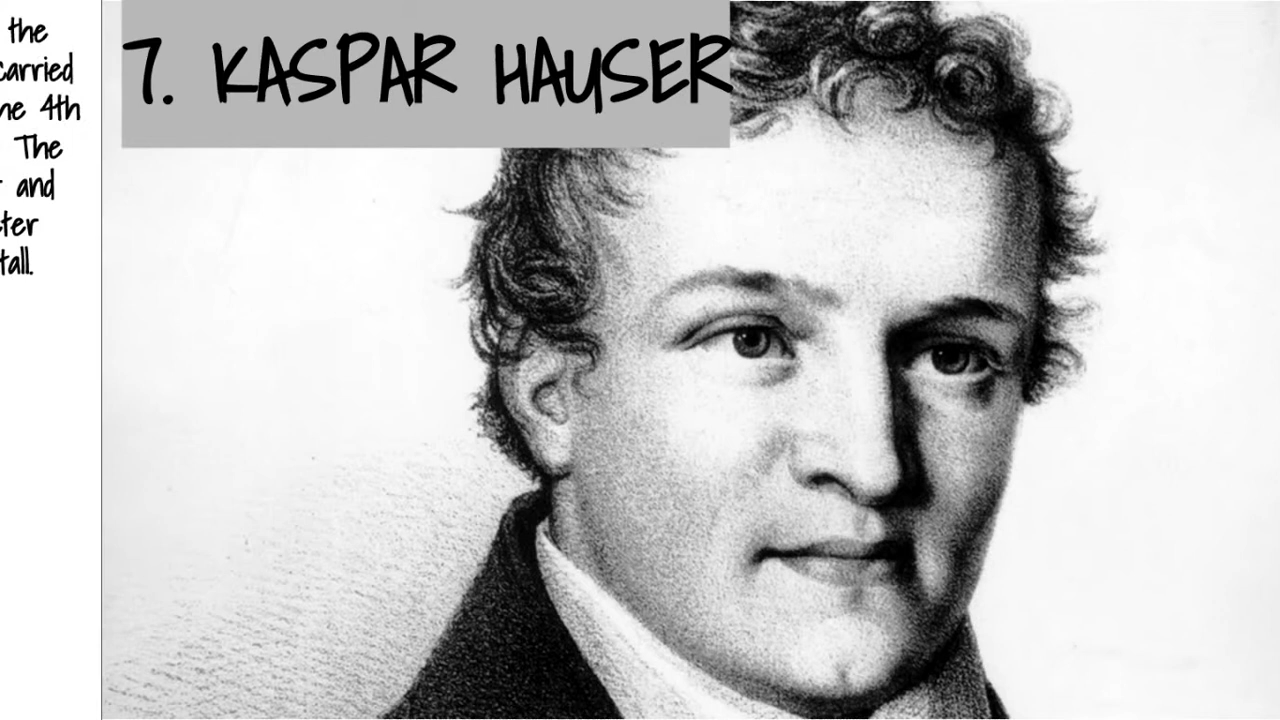 the
carried
4th
The
and
tall.
7. KASPAR HAUSER